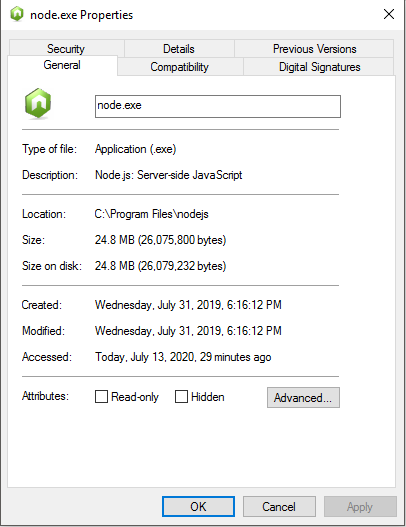 node.exe Properties
Security Details Previous Versions
General Compatibility Digital Signatures
node.exe
Type of file: Application (.exe)
Description: Node.js: Server-side JavaScript
Location: C:\Program Files\nodejs
Size: 24.8 MB (26,075,800 bytes)
Size on disk: 24.8 MB (26,079,232 bytes)
Created: Wednesday, July 31, 2019, 6:16:12 PM
Modified: Wednesday, July 31, 2019, 6:16:12 PM
Accessed: Today, July 13, 2020, 29 minutes ago
Attributes: Read-only Hidden Advanced...
OK Cancel Apply